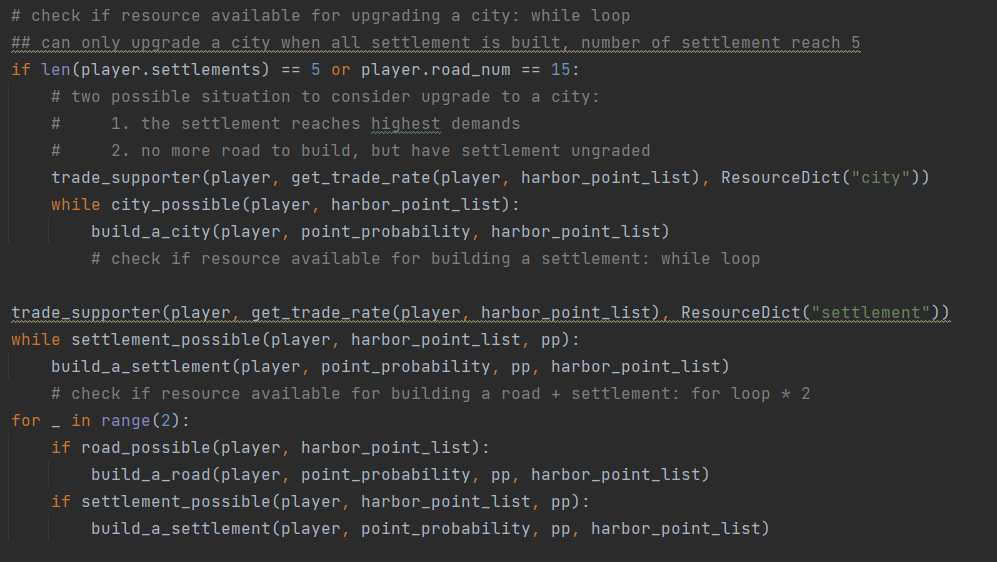 # check if resource available for upgrading a city: while loop
## can only upgrade a city when all settlement is built, number of settlement reach 5
if len(player.settlements) == 5 or player.road_num == 15:
    # two possible situation to consider upgrade to a city:
    #     1. the settlement reaches highest demands
    #     2. no more road to build, but have settlement ungraded
    trade_supporter(player, get_trade_rate(player, harbor_point_list), ResourceDict("city"))
    while city_possible(player, harbor_point_list):
        build_a_city(player, point_probability, harbor_point_list)
        # check if resource available for building a settlement: while loop

trade_supporter(player, get_trade_rate(player, harbor_point_list), ResourceDict("settlement"))
while settlement_possible(player, harbor_point_list, pp):
    build_a_settlement(player, point_probability, pp, harbor_point_list)
    # check if resource available for building a road + settlement: for loop * 2
for _ in range(2):
    if road_possible(player, harbor_point_list):
        build_a_road(player, point_probability, pp, harbor_point_list)
    if settlement_possible(player, harbor_point_list, pp):
        build_a_settlement(player, point_probability, pp, harbor_point_list)